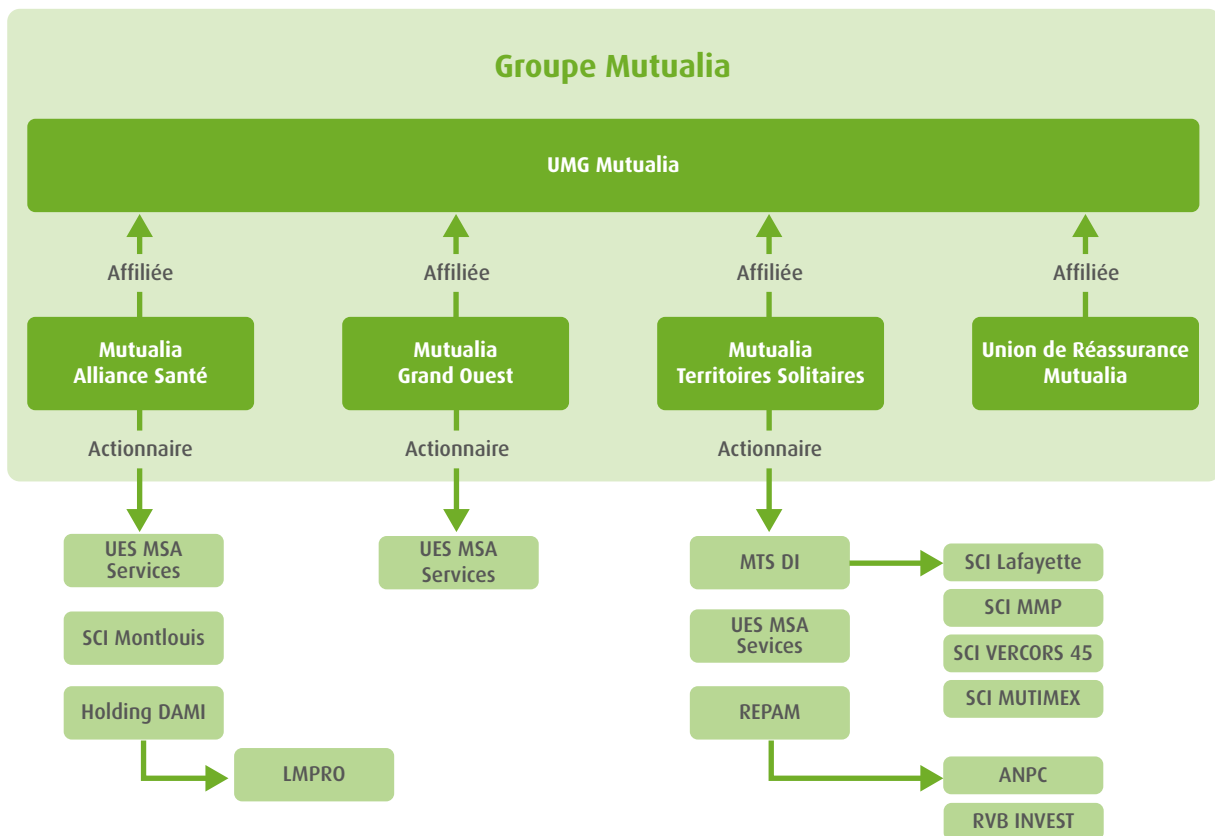 Groupe Mutualia
UMG Mutualia
Affiliée
Affiliée
Affiliée
Affiliée
Mutualia
Alliance Santé
Mutualia
Grand Ouest
Mutualia
Territoires Solitaires
Union de Réassurance
Mutualia
Actionnaire
Actionnaire
Actionnaire
UES MSA
Services
SCI Montlouis
Holding DAMI
LMPRO
UES MSA
Services
MTS DI
UES MSA
Sevices
REPAM
SCI Lafayette
SCI MMP
SCI VERCORS 45
SCI MUTIMEX
ANPC
RVB INVEST